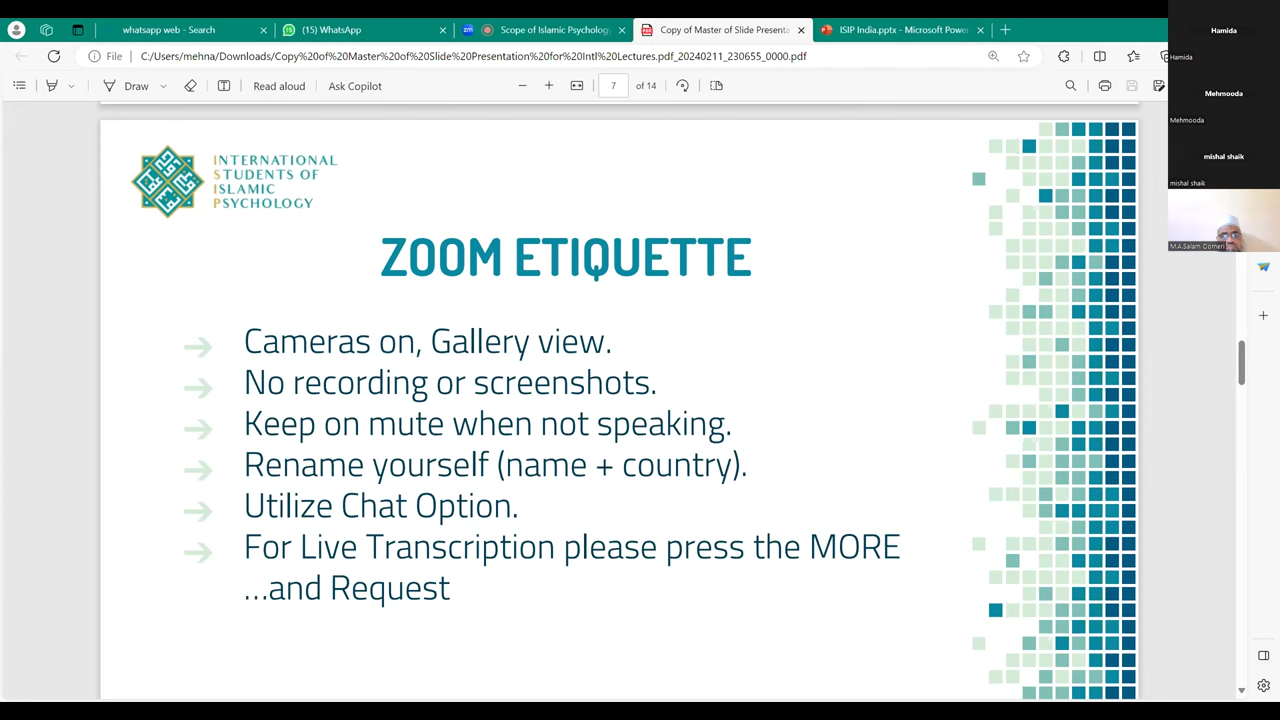 whatsapp web - Search
(15) WhatsApp
zm
Scope of Islamic Psycholog
Copy of Master of Slide Presenta
ISIP India.pptx - Microsoft Power
File
C:/Users/mehna/Downloads/Copy%20of%20Master%20of%20Slide%20Presentation%20for%20Intl%20Lectures.pdf_20240211_230655_0000.pdf
Draw
Read aloud
Ask Copilot
7
of 14
INTERNATIONAL
STUDENTS OF
ISLAMIC
PSYCHOLOGY
ZOOM ETIQUETTE
Cameras on, Gallery view.
No recording or screenshots.
Keep on mute when not speaking.
Rename yourself (name + country).
Utilize Chat Option.
For Live Transcription please press the MORE
...and Request
Hamida
Hamida
Mehmooda
Mehmooda
mishal shaik
mishal shaik
M.A.Salam Oomeri